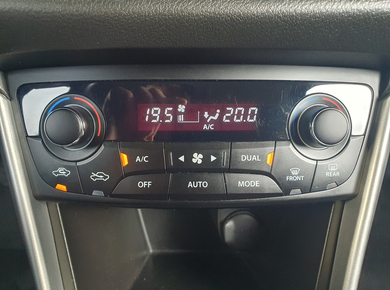 19.5 20.0
A/C
A/C DUAL
OFF AUTO MODE FRONT REAR